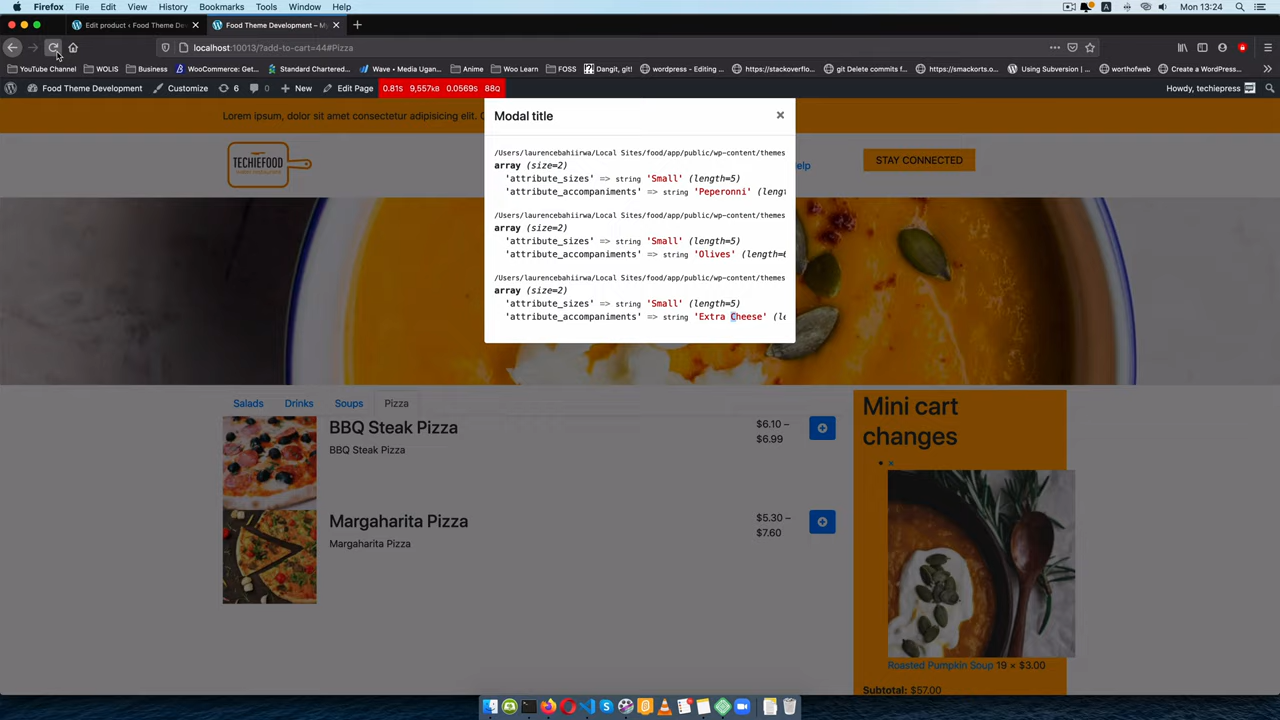 Firefox File Edit View History Bookmarks Tools Window Help Mon 13:24
Edit product ‹ Food Theme Dev × Food Theme Development – My × +
localhost:10013/?add-to-cart=44#Pizza
YouTube Channel WOLIS Business WooCommerce: Get... Standard Chartered... Wave • Media Ugan... Anime Woo Learn FOSS Dangit, git! wordpress - Editing ... https://stackoverflo... git Delete commits f... https://smackorts.o... Using Subversion |... worthofweb Create a WordPress...
Food Theme Development Customize 6 0 New Edit Page 0.81s 9,557kB 0.0569s 88Q Howdy, techiepress
Lorem ipsum, dolor sit amet consectetur adipisicing elit.
Modal title ×
TECHIEFOOD
Help
STAY CONNECTED
/Users/laurencebahiirwa/Local Sites/food/app/public/wp-content/themes
array (size=2)
'attribute_sizes' => string 'Small' (length=5)
'attribute_accompaniments' => string 'Peperonni' (leng
/Users/laurencebahiirwa/Local Sites/food/app/public/wp-content/themes
array (size=2)
'attribute_sizes' => string 'Small' (length=5)
'attribute_accompaniments' => string 'Olives' (length=6
/Users/laurencebahiirwa/Local Sites/food/app/public/wp-content/themes
array (size=2)
'attribute_sizes' => string 'Small' (length=5)
'attribute_accompaniments' => string 'Extra Cheese' (le
Salads Drinks Soups Pizza
BBQ Steak Pizza
BBQ Steak Pizza
$6.10 –
$6.99
Margaharita Pizza
Margaharita Pizza
$5.30 –
$7.60
Mini cart
changes
×
Roasted Pumpkin Soup 19 × $3.00
Subtotal: $57.00